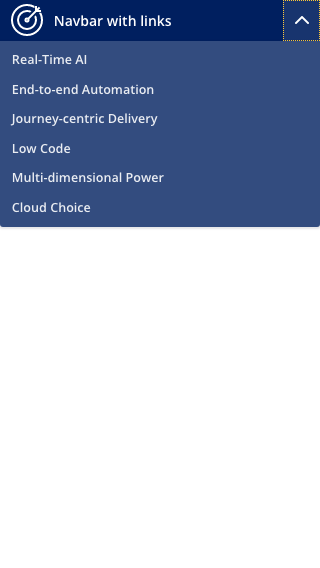 Navbar with links
Real-Time AI
End-to-end Automation
Journey-centric Delivery
Low Code
Multi-dimensional Power
Cloud Choice